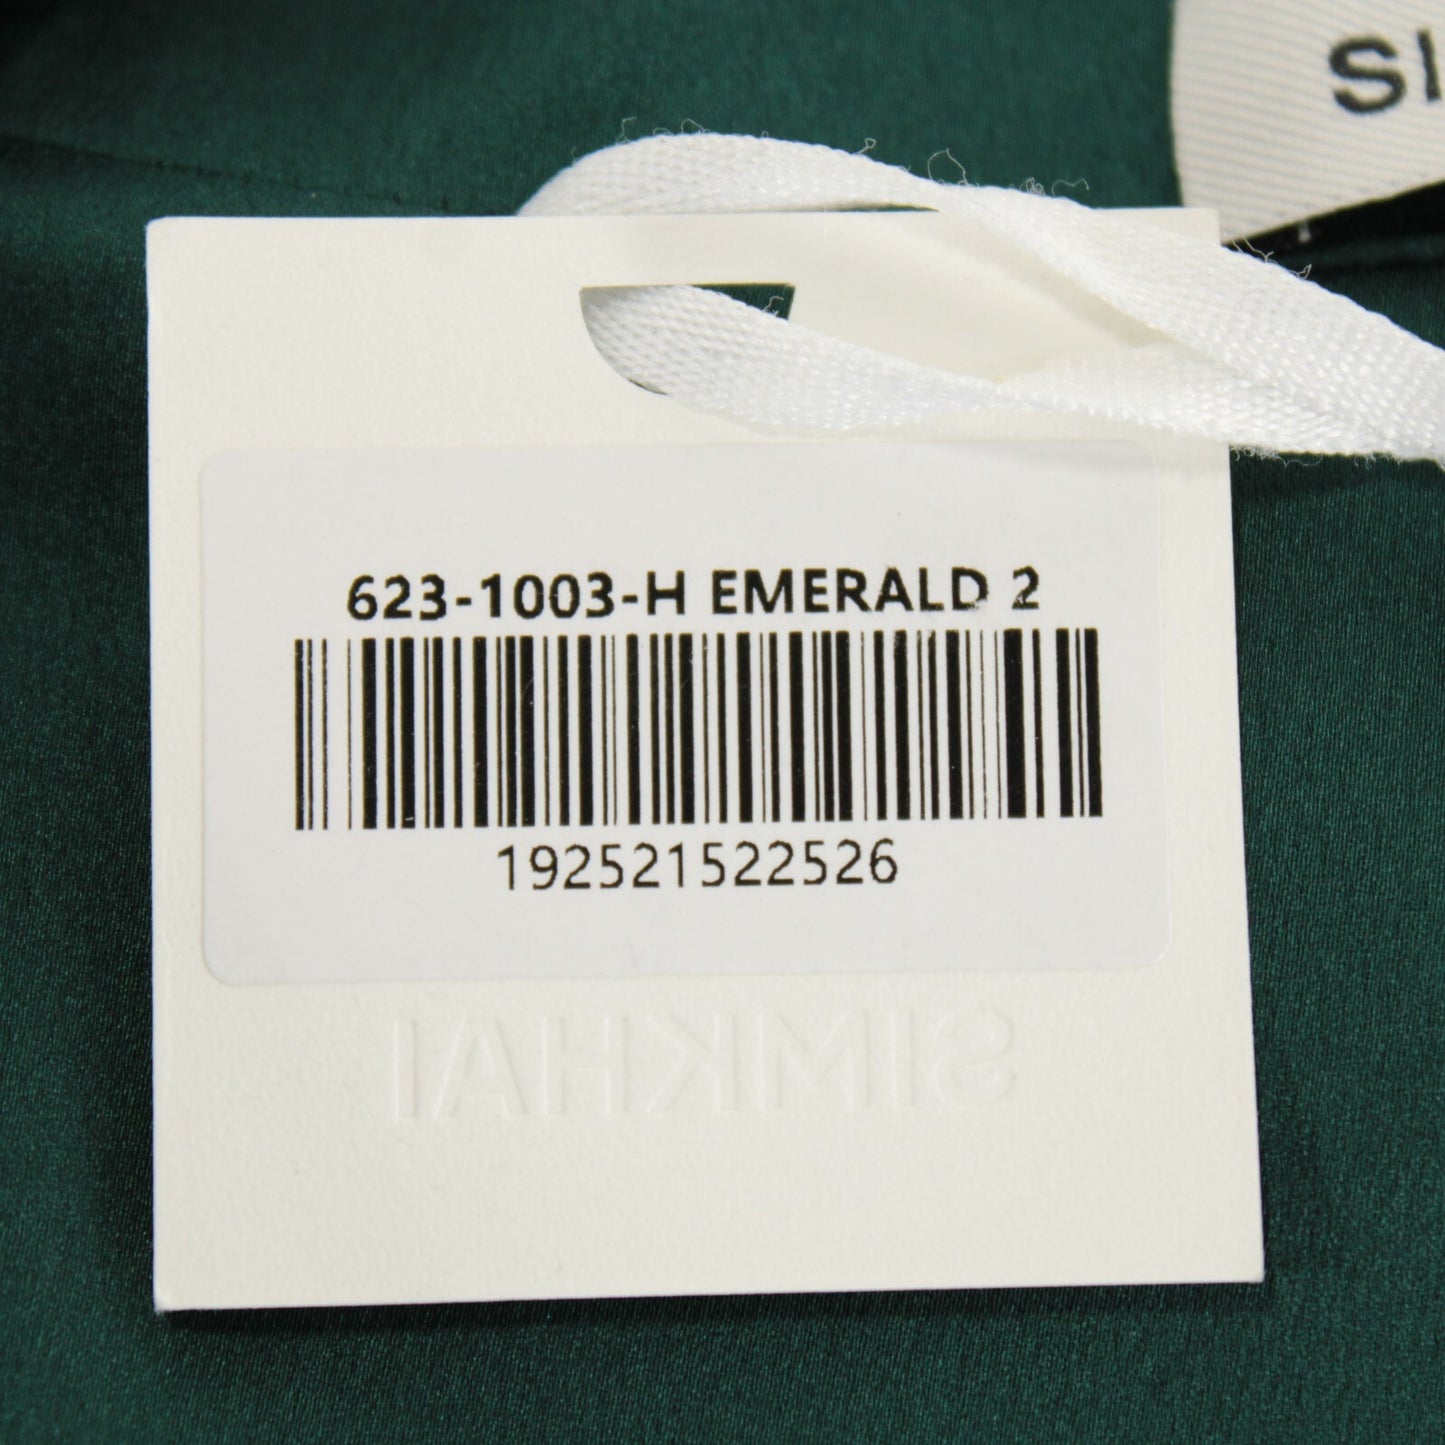 SI
623-1003-H EMERALD 2
192521522526
SIMKHAI